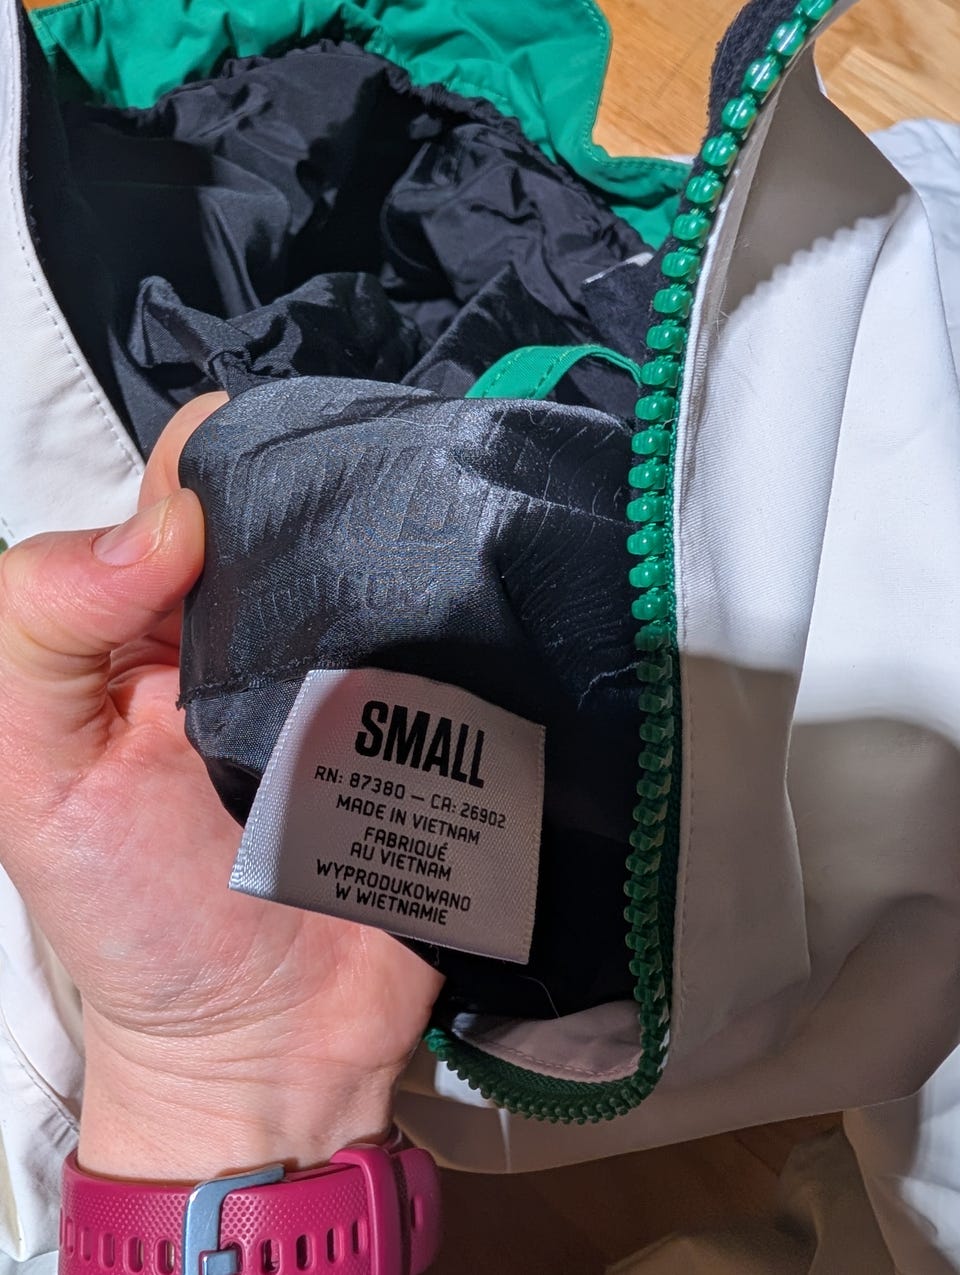 SMALL
RN: 87380 — CA: 26902
MADE IN VIETNAM
FABRIQUÉ
AU VIETNAM
WYPRODUKOWANO
W WIETNAMIE